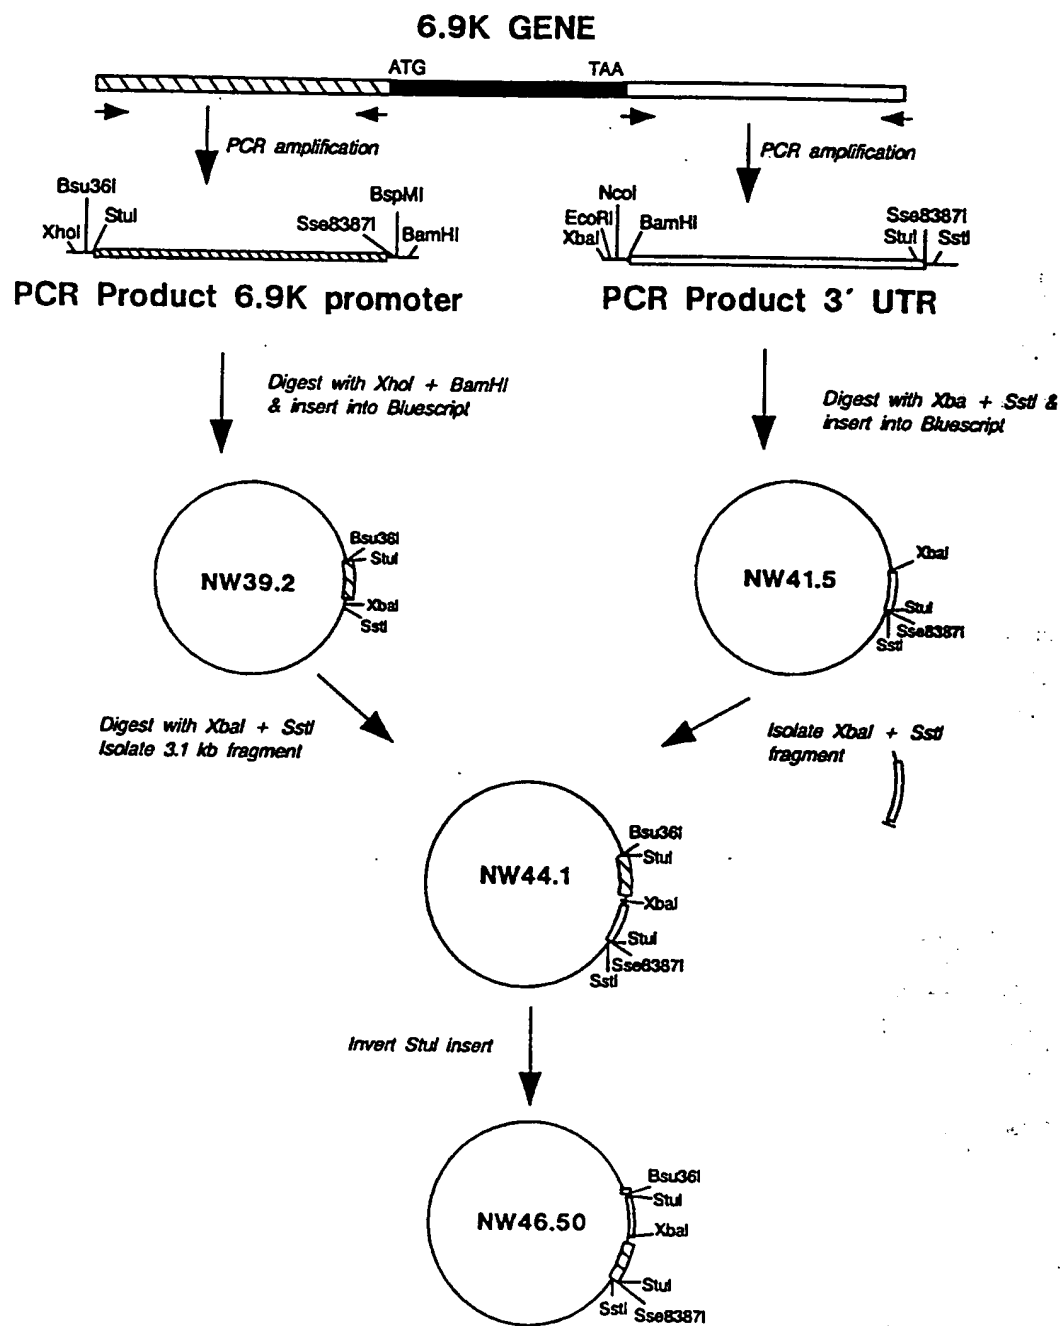 6.9K GENE
ATG
TAA
PCR amplification
PCR amplification
Bsu36I
StuI
XhoI
BspMI
Sse8387I
BamHI
NcoI
EcoRI
XbaI
BamHI
Sse8387I
StuI
SstI
PCR Product 6.9K promoter
PCR Product 3´ UTR
Digest with XhoI + BamHI
& insert into Bluescript
Digest with Xba + SstI &
insert into Bluescript
NW39.2
Bsu36I
StuI
XbaI
SstI
NW41.5
XbaI
StuI
Sse8387I
SstI
Digest with XbaI + SstI
Isolate 3.1 kb fragment
Isolate XbaI + SstI
fragment
NW44.1
Bsu36I
StuI
XbaI
StuI
Sse8387I
SstI
Invert StuI insert
NW46.50
Bsu36I
StuI
XbaI
StuI
SstI
Sse8387I